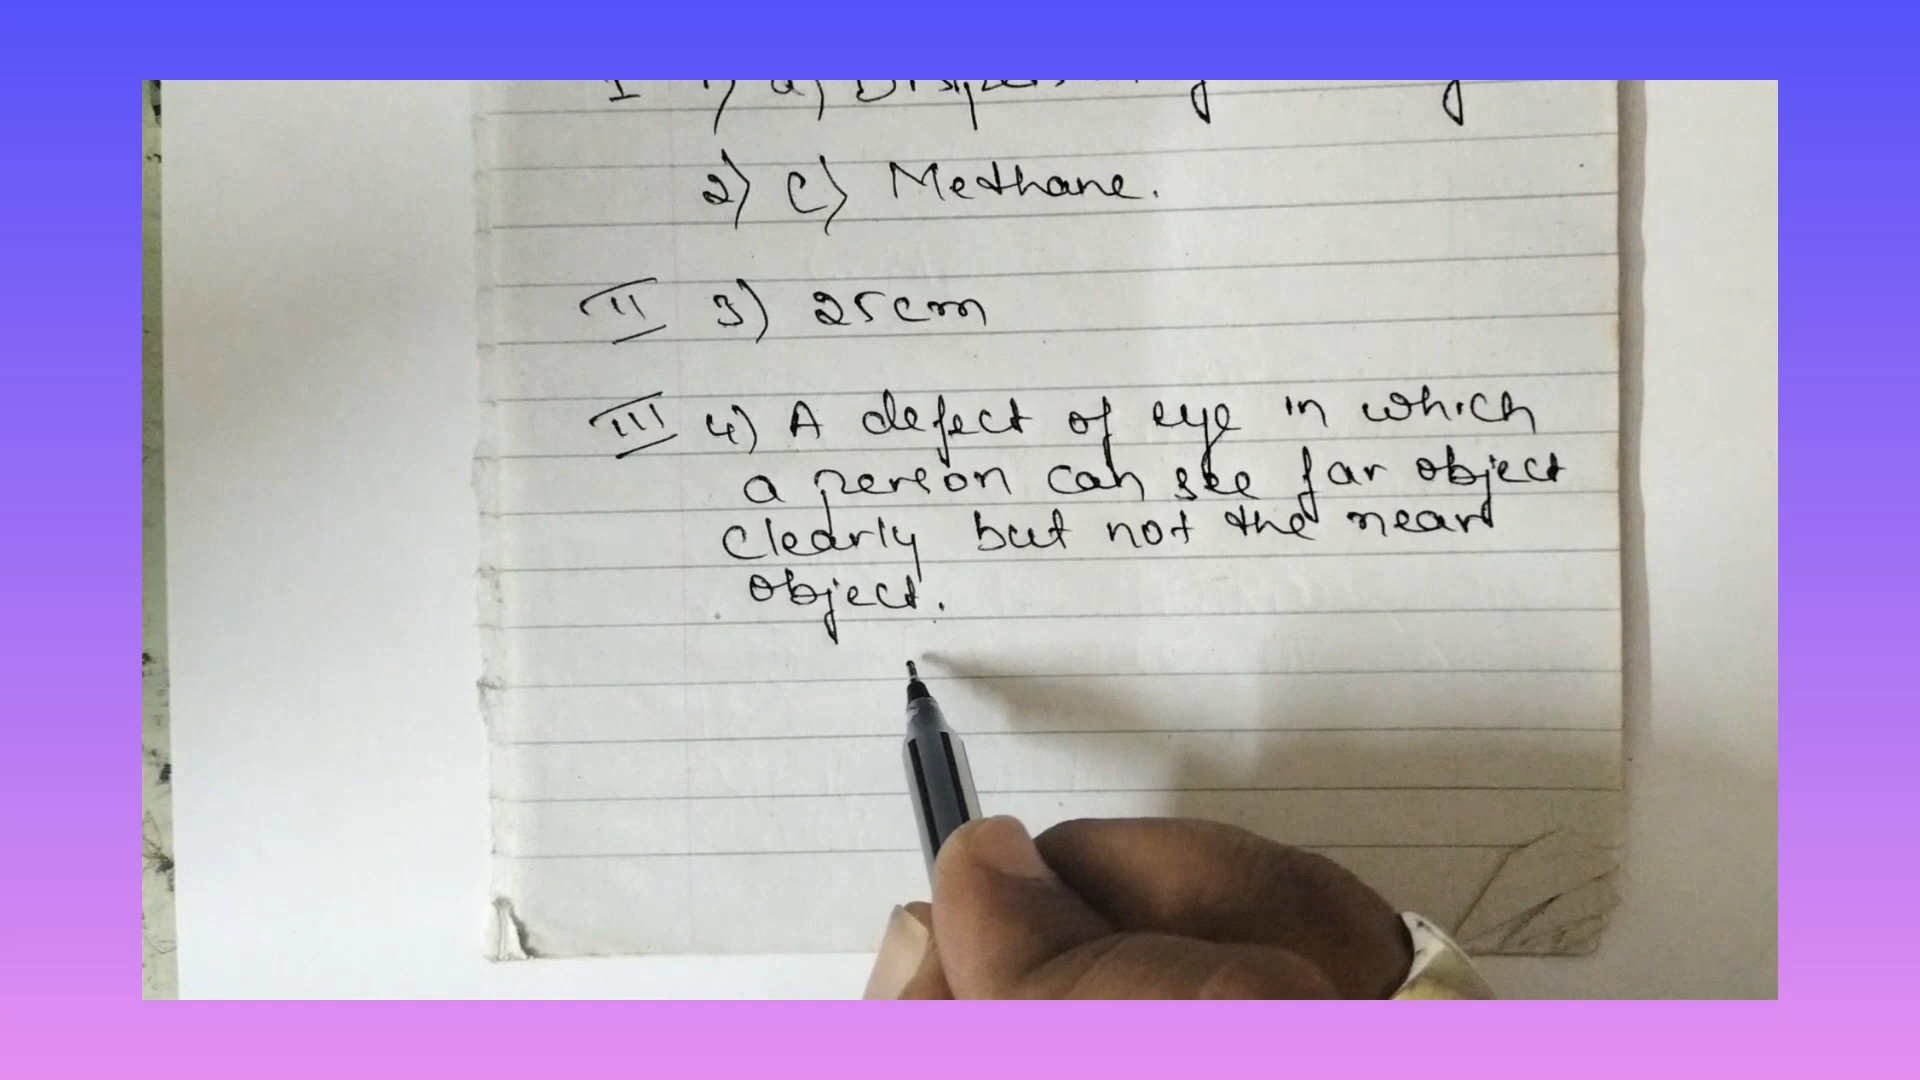 I 1) a)
2) C) Methane.
II 3) 25cm
III 4) A defect of eye in which
a person can see far object
clearly but not the near
object.